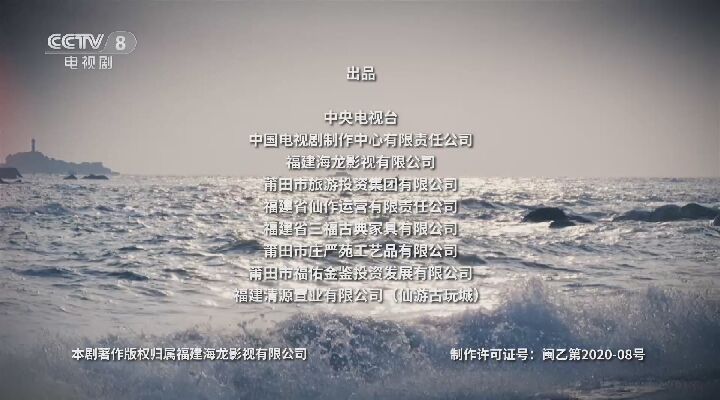 CCTV 8
电视剧
出品
中央电视台
中国电视剧制作中心有限责任公司
福建海龙影视有限公司
莆田市旅游投资集团有限公司
福建省仙作运营有限责任公司
福建省三福古典家具有限公司
莆田市庄严苑工艺品有限公司
莆田市福佑金鉴投资发展有限公司
福建清源置业有限公司（仙游古玩城）
本剧著作版权归属福建海龙影视有限公司
制作许可证号：闽乙第2020-08号